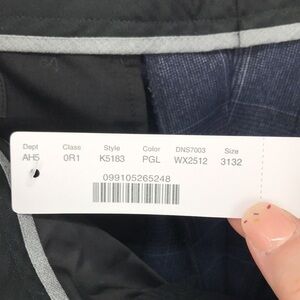 Dept Class Style Color DNS7003 Size
AH5 0R1 K5183 PGL WX2512 3132
099105265248